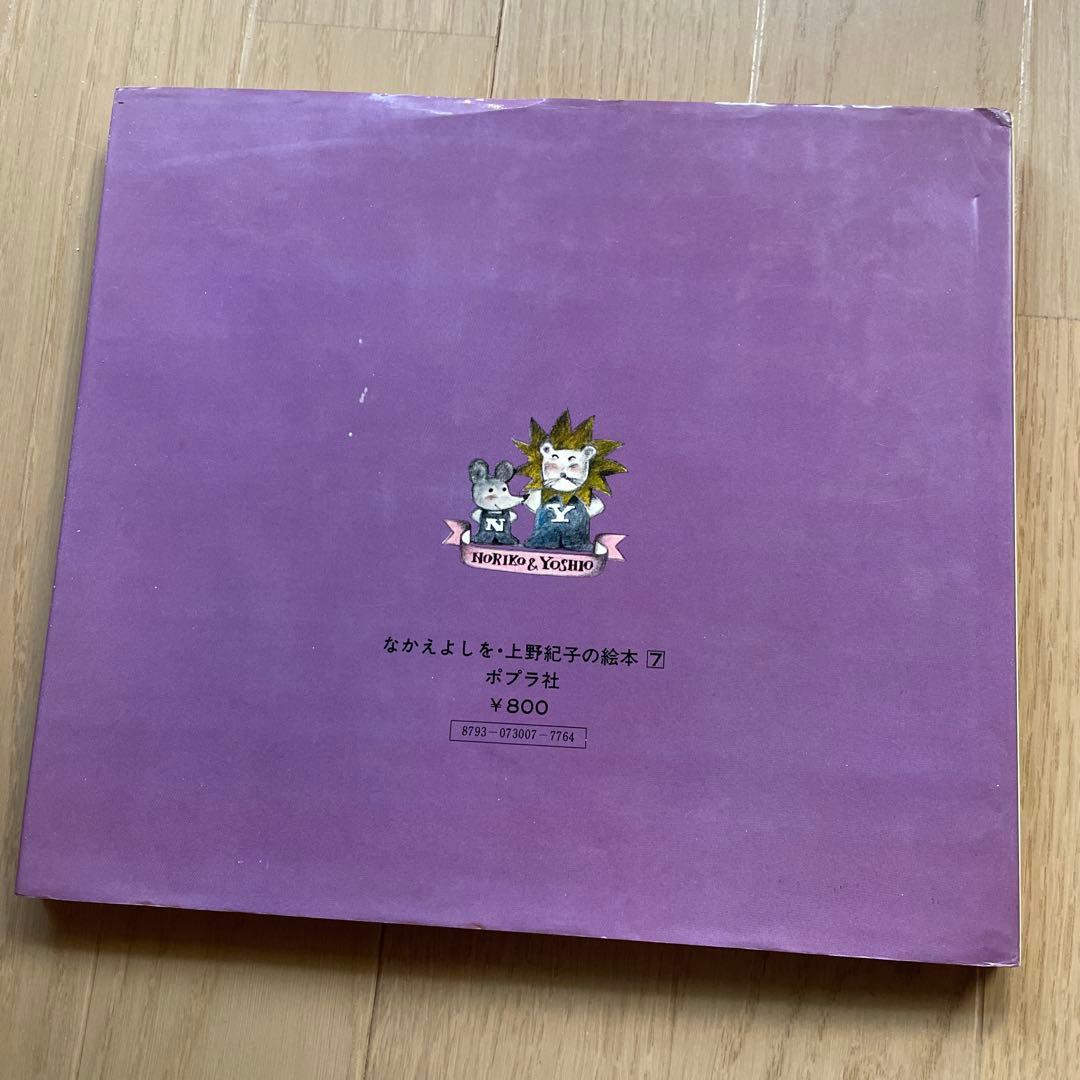 N
Y
NORIKO & YOSHIO
なかえよしを・上野紀子の絵本 7
ポプラ社
¥800
8793-073007-7764